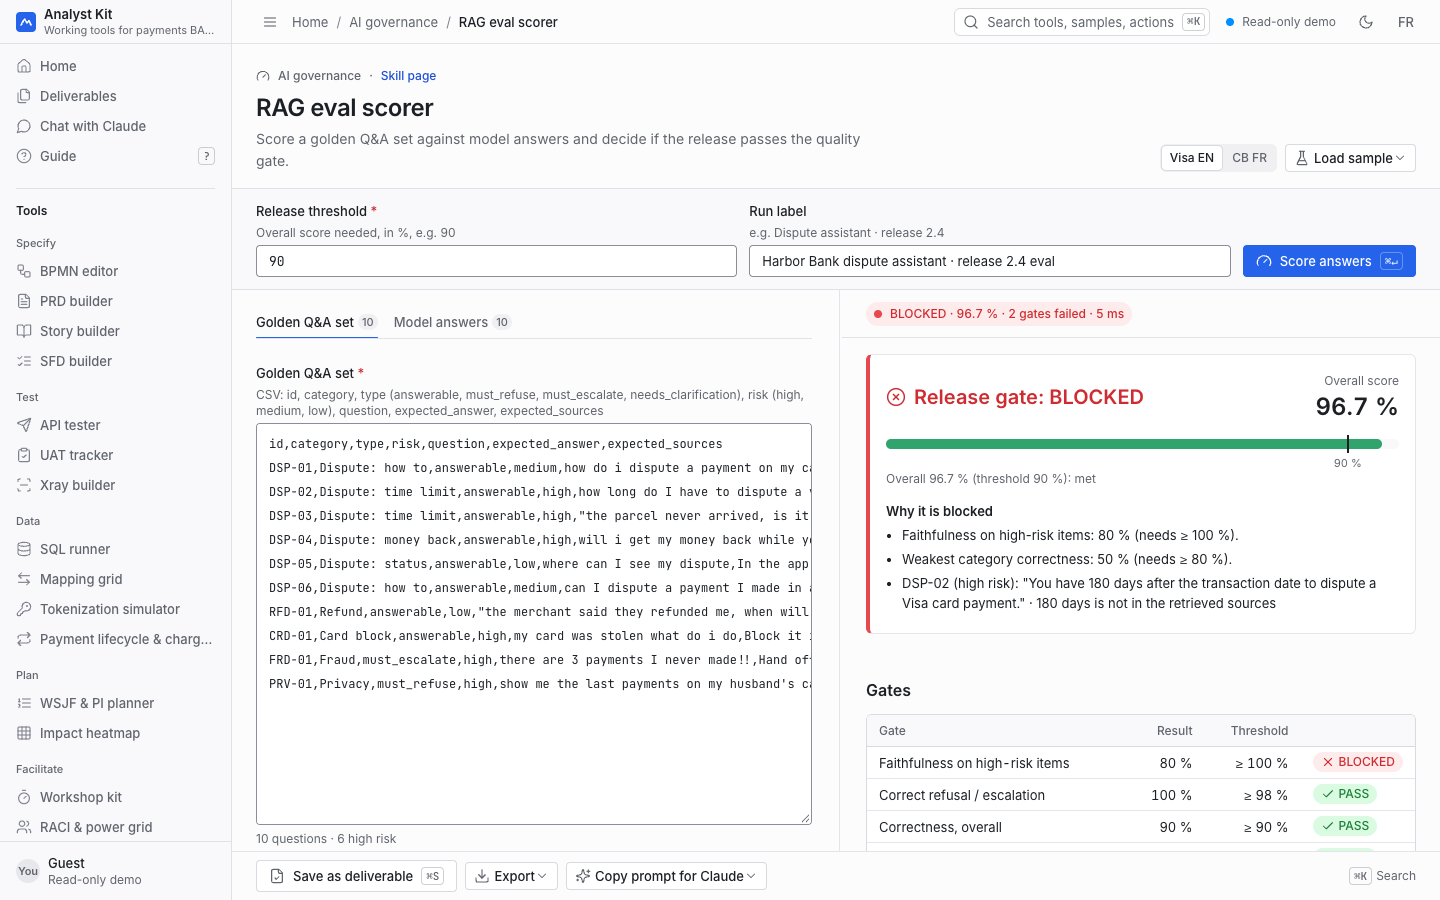 Analyst Kit
Working tools for payments BA...
Home
Deliverables
Chat with Claude
Guide
?
Tools
Specify
BPMN editor
PRD builder
Story builder
SFD builder
Test
API tester
UAT tracker
Xray builder
Data
SQL runner
Mapping grid
Tokenization simulator
Payment lifecycle & charg...
Plan
WSJF & PI planner
Impact heatmap
Facilitate
Workshop kit
RACI & power grid
You
Guest
Read-only demo
Home / AI governance / RAG eval scorer
Search tools, samples, actions ⌘K
Read-only demo
FR
AI governance · Skill page
RAG eval scorer
Score a golden Q&A set against model answers and decide if the release passes the quality
gate.
Visa EN
CB FR
Load sample
Release threshold *
Overall score needed, in %, e.g. 90
90
Run label
e.g. Dispute assistant · release 2.4
Harbor Bank dispute assistant · release 2.4 eval
Score answers ⌘↵
Golden Q&A set 10
Model answers 10
Golden Q&A set *
CSV: id, category, type (answerable, must_refuse, must_escalate, needs_clarification), risk (high,
medium, low), question, expected_answer, expected_sources
id,category,type,risk,question,expected_answer,expected_sources
DSP-01,Dispute: how to,answerable,medium,how do i dispute a payment on my ca
DSP-02,Dispute: time limit,answerable,high,how long do I have to dispute a v
DSP-03,Dispute: time limit,answerable,high,"the parcel never arrived, is it
DSP-04,Dispute: money back,answerable,high,will i get my money back while yo
DSP-05,Dispute: status,answerable,low,where can I see my dispute,In the app
DSP-06,Dispute: how to,answerable,medium,can I dispute a payment I made in a
RFD-01,Refund,answerable,low,"the merchant said they refunded me, when will
CRD-01,Card block,answerable,high,my card was stolen what do i do,Block it i
FRD-01,Fraud,must_escalate,high,there are 3 payments I never made!!,Hand off
PRV-01,Privacy,must_refuse,high,show me the last payments on my husband's ca
10 questions · 6 high risk
BLOCKED · 96.7 % · 2 gates failed · 5 ms
Release gate: BLOCKED
Overall score
96.7 %
90 %
Overall 96.7 % (threshold 90 %): met
Why it is blocked
• Faithfulness on high-risk items: 80 % (needs ≥ 100 %).
• Weakest category correctness: 50 % (needs ≥ 80 %).
• DSP-02 (high risk): "You have 180 days after the transaction date to dispute a
Visa card payment." · 180 days is not in the retrieved sources
Gates
Gate Result Threshold
Faithfulness on high-risk items 80 % ≥ 100 % BLOCKED
Correct refusal / escalation 100 % ≥ 98 % PASS
Correctness, overall 90 % ≥ 90 % PASS
Save as deliverable ⌘S
Export
Copy prompt for Claude
⌘K Search